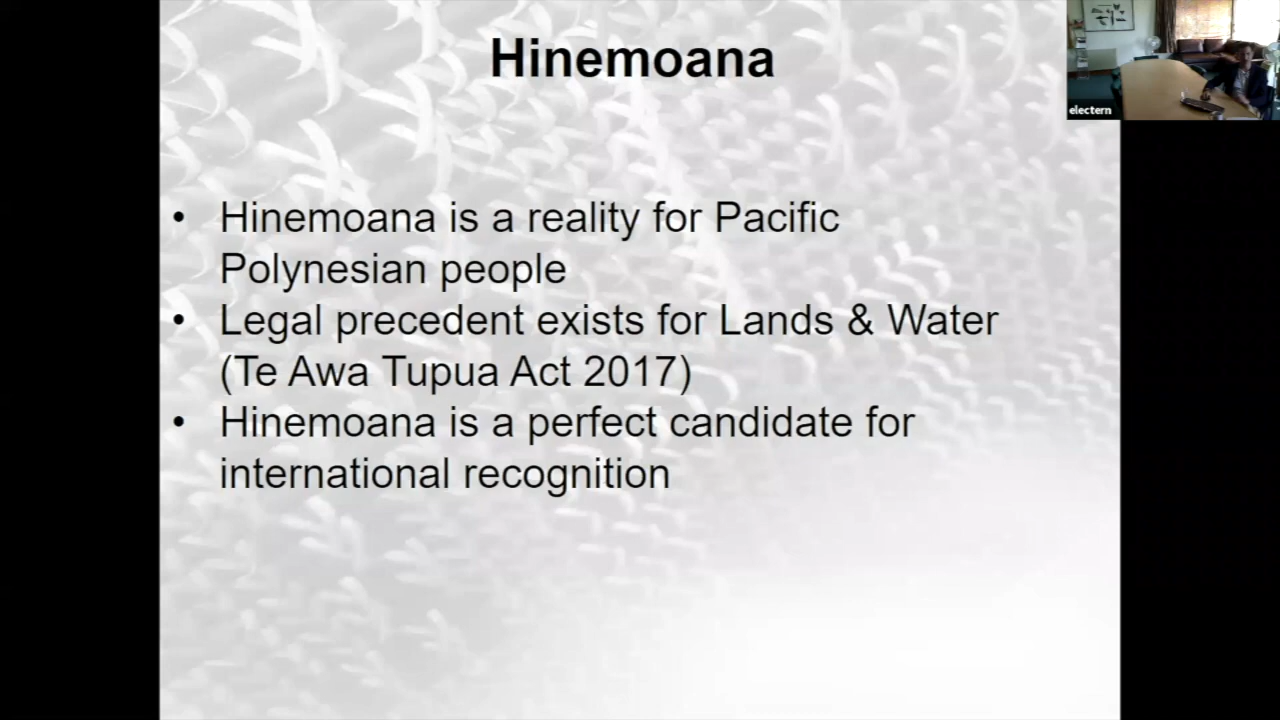 Hinemoana
• Hinemoana is a reality for Pacific
Polynesian people
• Legal precedent exists for Lands & Water
(Te Awa Tupua Act 2017)
• Hinemoana is a perfect candidate for
international recognition
electern